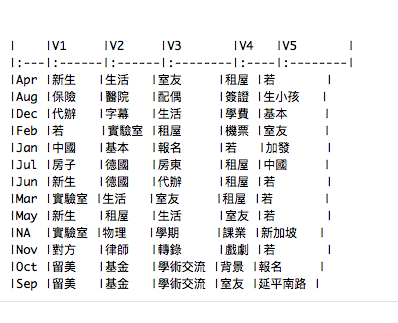 |    |V1    |V2    |V3      |V4  |V5       |
|:---|:-----|:-----|:-------|:---|:--------|
|Apr |新生 |生活 |室友 |租屋 |若 |
|Aug |保險 |醫院 |配偶 |簽證 |生小孩 |
|Dec |代辦 |字幕 |生活 |學費 |基本 |
|Feb |若 |實驗室 |租屋 |機票 |室友 |
|Jan |中國 |基本 |報名 |若 |加發 |
|Jul |房子 |德國 |房東 |租屋 |中國 |
|Jun |新生 |德國 |代辦 |租屋 |若 |
|Mar |實驗室 |生活 |室友 |租屋 |若 |
|May |新生 |租屋 |生活 |室友 |若 |
|NA |實驗室 |物理 |學期 |課業 |新加坡 |
|Nov |對方 |律師 |轉錄 |戲劇 |若 |
|Oct |留美 |基金 |學術交流 |背景 |報名 |
|Sep |留美 |基金 |學術交流 |室友 |延平南路 |